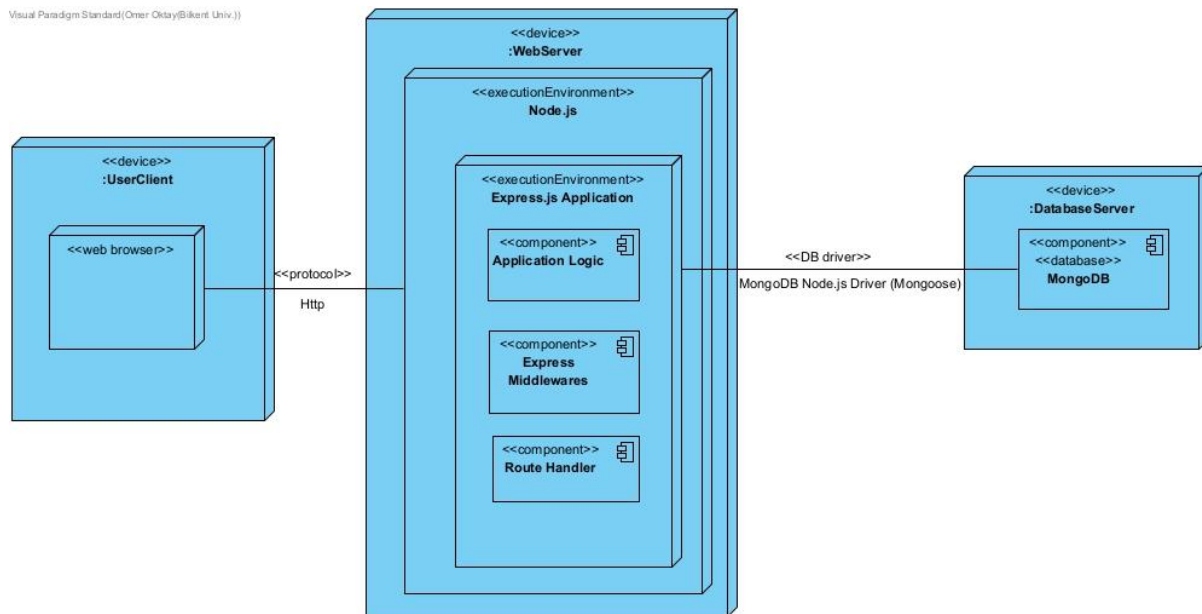 Visual Paradigm Standard(Omer Oktay(Bilkent Univ.))
<<device>>
:WebServer
<<executionEnvironment>>
Node.js
<<device>>
:UserClient
<<web browser>>
<<protocol>>
Http
<<executionEnvironment>>
Express.js Application
<<component>>
Application Logic
<<component>>
Express
Middlewares
<<component>>
Route Handler
<<DB driver>>
MongoDB Node.js Driver (Mongoose)
<<device>>
:DatabaseServer
<<component>>
<<database>>
MongoDB